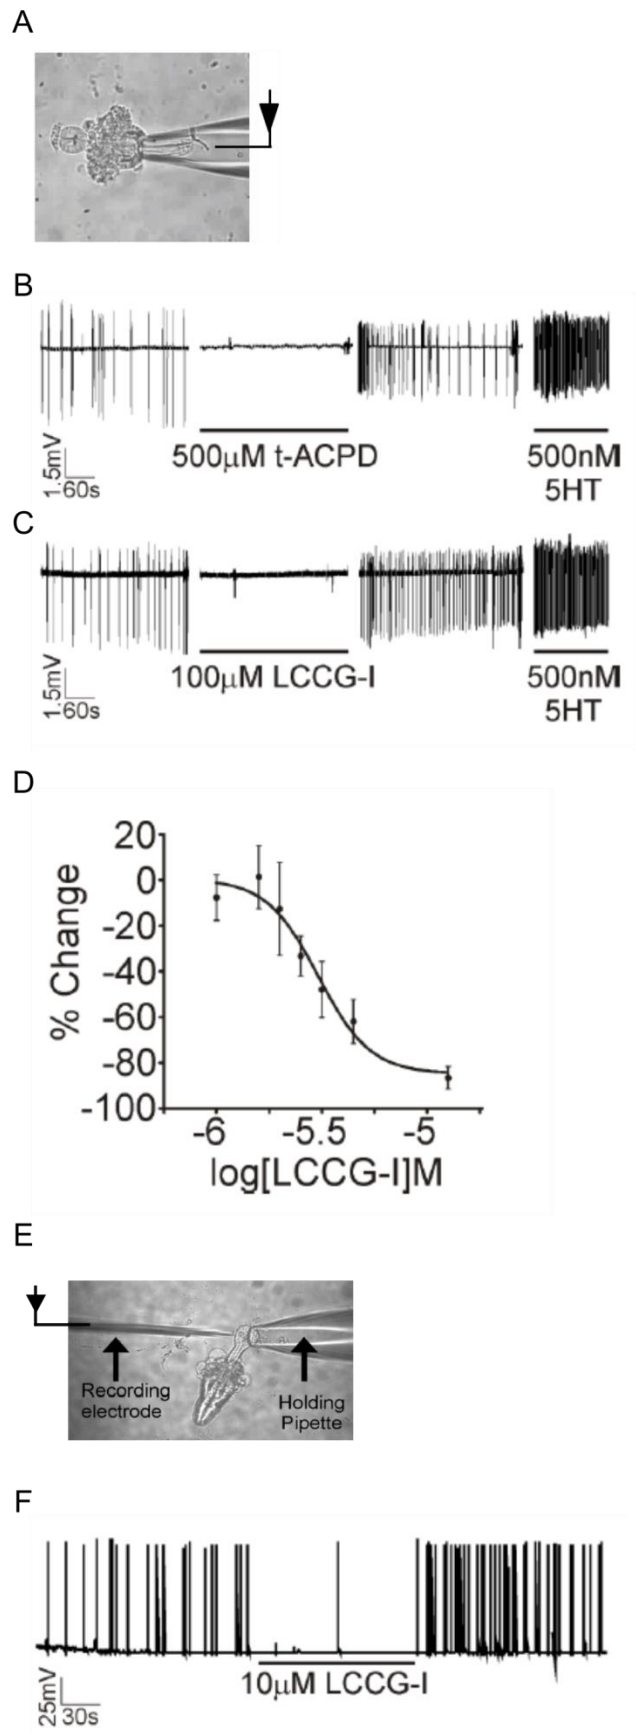 A
B
500μM t-ACPD
500nM
5HT
1.5mV
60s
C
100μM LCCG-I
500nM
5HT
1.5mV
60s
D
20
0
-20
-40
-60
-80
-100
% Change
-6
-5.5
-5
log[LCCG-I]M
E
Recording
electrode
Holding
Pipette
F
10μM LCCG-I
25mV
30s